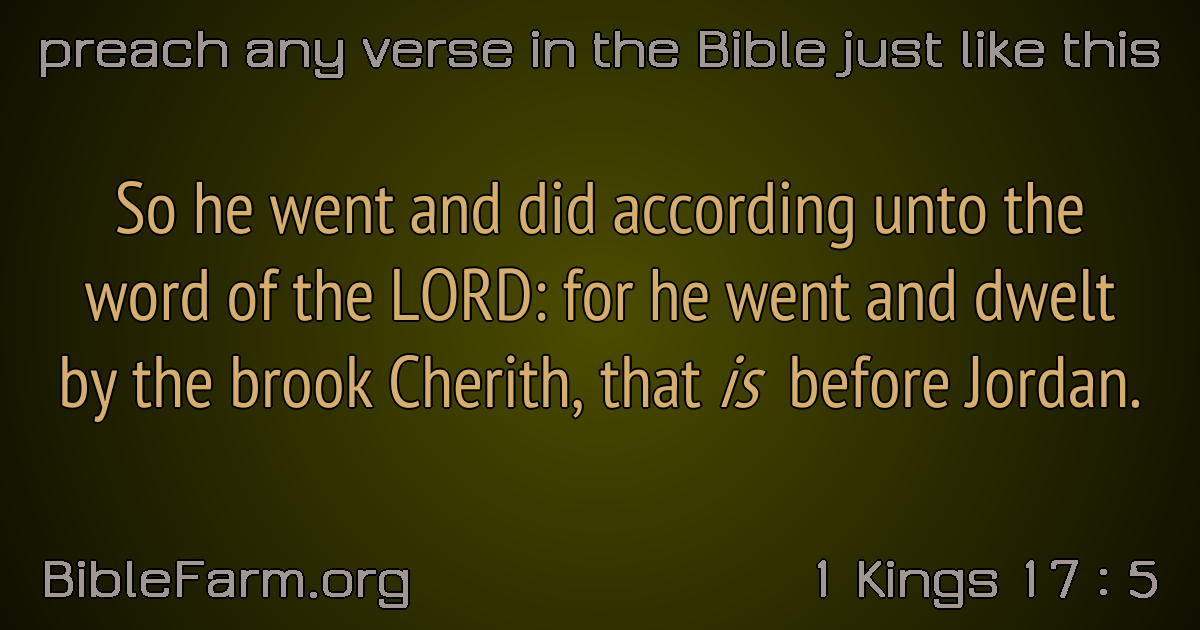 preach any verse in the Bible just like this
So he went and did according unto the
word of the LORD: for he went and dwelt
by the brook Cherith, that is before Jordan.
BibleFarm.org
1 Kings 17 : 5